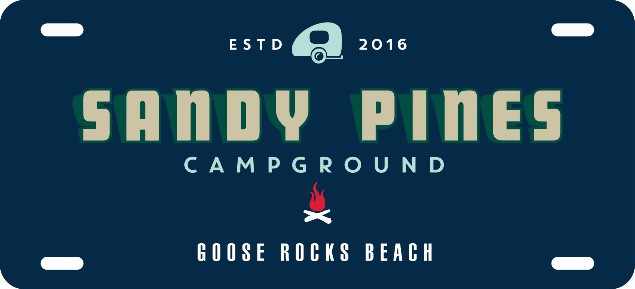 ESTD 2016
SANDY PINES
CAMPGROUND
GOOSE ROCKS BEACH